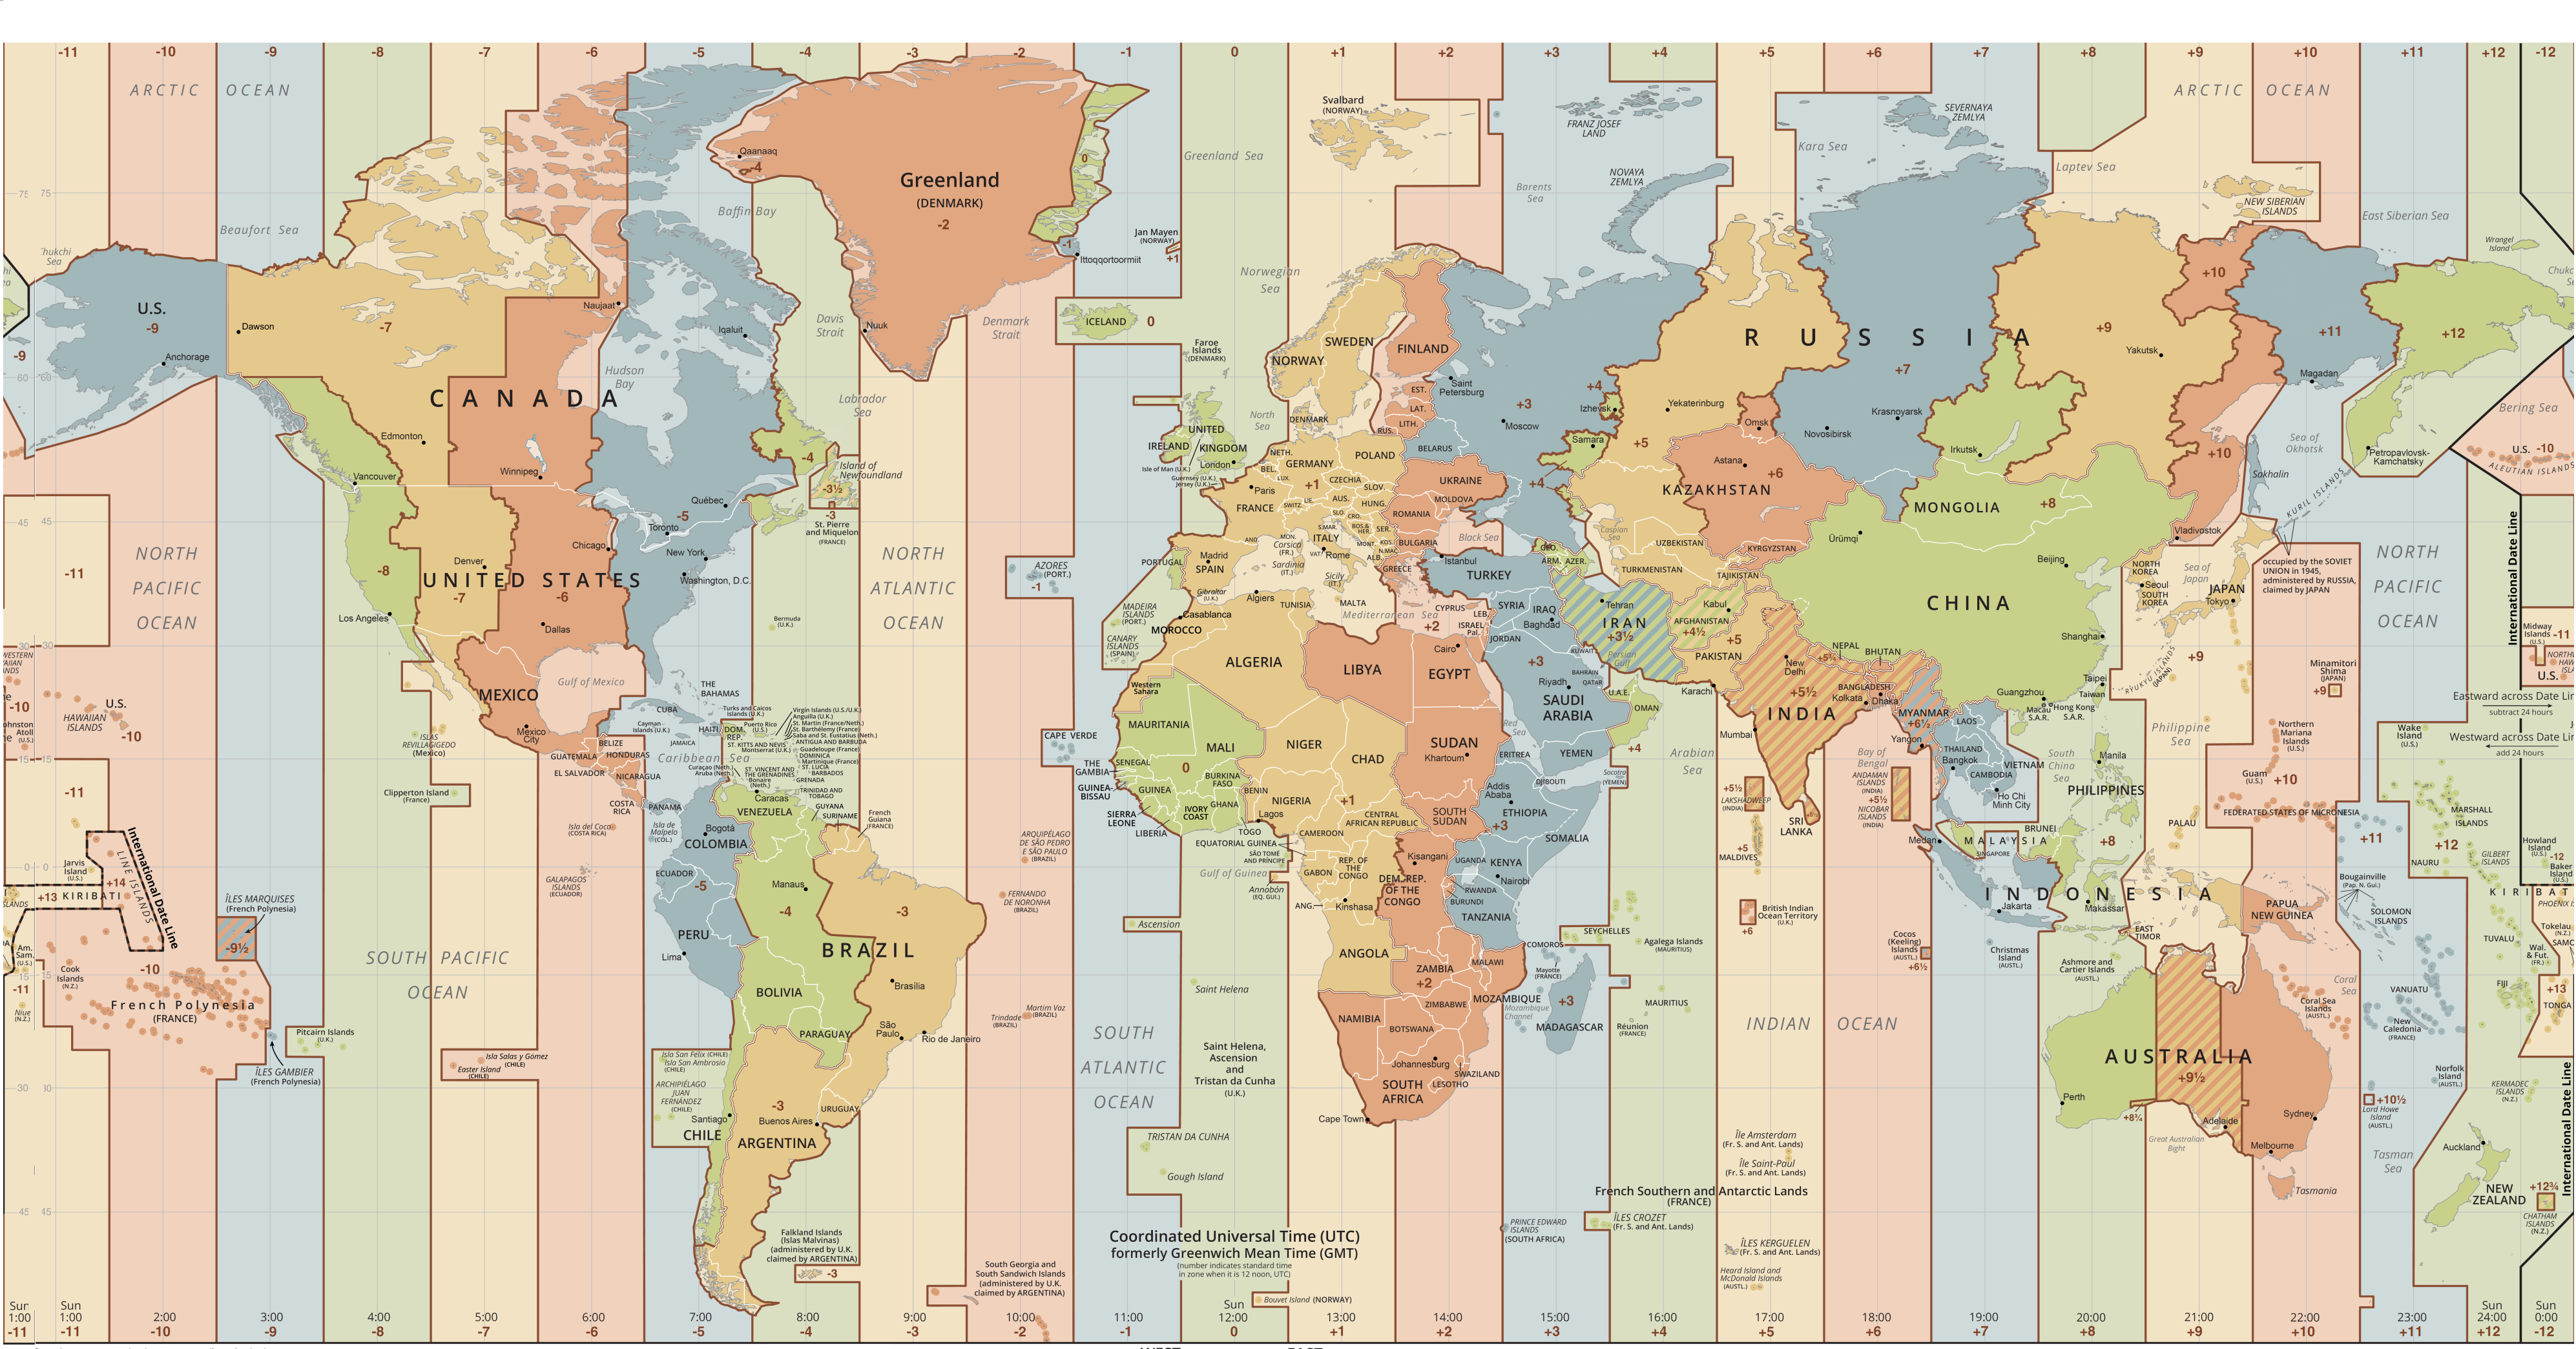 -11 -10 -9 -8 -7 -6 -5 -4 -3 -2 -1 0 +1 +2 +3 +4 +5 +6 +7 +8 +9 +10 +11 +12 -12
ARCTIC OCEAN
Beaufort Sea
U.S.
-9
Anchorage
-9
Dawson
-7
CANADA
Edmonton
Winnipeg
Vancouver
Naujaat
Hudson
Bay
Iqaluit
Baffin Bay
Davis
Strait
Labrador
Sea
Qaanaaq
-4
Greenland
(DENMARK)
-2
Nuuk
0
-1
Ittoqqortoormiit
Denmark
Strait
Jan Mayen
(NORWAY)
+1
ICELAND
0
Greenland Sea
Norwegian
Sea
Faroe
Islands
(DENMARK)
Svalbard
(NORWAY)
Barents
Sea
FRANZ JOSEF
LAND
NOVAYA
ZEMLYA
Kara Sea
SEVERNAYA
ZEMLYA
Laptev Sea
ARCTIC OCEAN
NEW SIBERIAN
ISLANDS
East Siberian Sea
Wrangel
Island
Québec
-5
Toronto
New York
Washington, D.C.
Chicago
-4
Island of
Newfoundland
-3½
-3
St. Pierre
and Miquelon
(FRANCE)
Denver
UNITED STATES
-8
-7
-6
Los Angeles
Dallas
Bermuda
(U.K.)
NORTH
PACIFIC
OCEAN
-11
NORTH
ATLANTIC
OCEAN
AZORES
(PORT.)
-1
MEXICO
Mexico
City
Gulf of Mexico
U.S.
HAWAIIAN
ISLANDS
-10
-10
Johnston
Atoll
(U.S.)
ISLAS
REVILLAGIGEDO
(Mexico)
Clipperton Island
(France)
THE
BAHAMAS
CUBA
Cayman
Islands (U.K.)
JAMAICA
HAITI
DOM.
REP.
Turks and Caicos
Islands (U.K.)
Puerto Rico
(U.S.)
Virgin Islands (U.S./U.K.)
Anguilla (U.K.)
St. Martin (France/Neth.)
St. Barthélemy (France)
Saba and St. Eustatius (Neth.)
ANTIGUA AND BARBUDA
ST. KITTS AND NEVIS
Montserrat (U.K.)
Guadeloupe (France)
DOMINICA
Martinique (France)
ST. LUCIA
BARBADOS
ST. VINCENT AND
THE GRENADINES
GRENADA
Bonaire
(Neth.)
Curaçao (Neth.)
Aruba (Neth.)
TRINIDAD AND
TOBAGO
Caribbean Sea
BELIZE
GUATEMALA
HONDURAS
EL SALVADOR
NICARAGUA
COSTA
RICA
PANAMA
Isla del Coco
(COSTA RICA)
Isla de
Malpelo
(COL.)
Caracas
VENEZUELA
GUYANA
SURINAME
French
Guiana
(FRANCE)
Bogotá
COLOMBIA
ECUADOR
-5
GALAPAGOS
ISLANDS
(ECUADOR)
PERU
Lima
Manaus
-4
-3
BRAZIL
Brasília
BOLIVIA
PARAGUAY
São
Paulo
Rio de Janeiro
ARQUIPÉLAGO
DE SÃO PEDRO
E SÃO PAULO
(BRAZIL)
FERNANDO
DE NORONHA
(BRAZIL)
Martim Vaz
(BRAZIL)
Trindade
(BRAZIL)
-11
Jarvis
Island
(U.S.)
+13 KIRIBATI
+14
LINE ISLANDS
International Date Line
ÎLES MARQUISES
(French Polynesia)
-9½
Am.
Sam.
(U.S.)
-11
Niue
(N.Z.)
Cook
Islands
(N.Z.)
-10
French Polynesia
(FRANCE)
ÎLES GAMBIER
(French Polynesia)
Pitcairn Islands
(U.K.)
SOUTH PACIFIC
OCEAN
Isla Salas y Gómez
(CHILE)
Easter Island
(CHILE)
Isla San Félix (CHILE)
Isla San Ambrosio
(CHILE)
ARCHIPIÉLAGO
JUAN
FERNÁNDEZ
(CHILE)
Santiago
CHILE
-3
Buenos Aires
URUGUAY
ARGENTINA
Falkland Islands
(Islas Malvinas)
(administered by U.K.
claimed by ARGENTINA)
-3
South Georgia and
South Sandwich Islands
(administered by U.K.
claimed by ARGENTINA)
SOUTH
ATLANTIC
OCEAN
NORWAY
SWEDEN
FINLAND
EST.
LAT.
LITH.
RUS.
BELARUS
DENMARK
North
Sea
UNITED
KINGDOM
IRELAND
London
Isle of Man (U.K.)
Guernsey (U.K.)
Jersey (U.K.)
NETH.
BEL.
LUX.
GERMANY
+1
POLAND
CZECHIA
SLOV.
AUS.
HUNG.
LIE.
SWITZ.
SLO.
CRO.
BOS.&
HER.
SER.
MONT.
KOS.
N.MAC.
ALB.
S.MAR.
ITALY
Rome
VAT.
Paris
FRANCE
AND.
MON.
Corsica
(FR.)
Sardinia
(IT.)
Sicily
(IT.)
Madrid
SPAIN
PORTUGAL
Gibraltar
(U.K.)
UKRAINE
MOLDOVA
ROMANIA
BULGARIA
GREECE
Black Sea
Istanbul
TURKEY
MALTA
Mediterranean Sea
CYPRUS
LEB.
ISRAEL
Pal.
+2
SYRIA
IRAQ
Baghdad
JORDAN
KUWAIT
GEO.
ARM.
AZER.
Caspian
Sea
Tehran
IRAN
+3½
Persian
Gulf
BAHRAIN
QATAR
U.A.E.
Riyadh
+3
SAUDI
ARABIA
OMAN
+4
YEMEN
Red
Sea
Socotra
(YEMEN)
Arabian
Sea
Saint
Petersburg
+3
Moscow
+4
Izhevsk
Samara
+4
+5
Yekaterinburg
Omsk
Novosibirsk
Krasnoyarsk
+7
RUSSIA
Irkutsk
+9
Yakutsk
+10
+10
+11
Magadan
+12
Petropavlovsk-
Kamchatsky
Sea of
Okhotsk
Sakhalin
KURIL ISLANDS
Bering Sea
U.S. -10
ALEUTIAN ISLANDS
Vladivostok
Astana
+6
KAZAKHSTAN
UZBEKISTAN
KYRGYZSTAN
TURKMENISTAN
TAJIKISTAN
Kabul
AFGHANISTAN
+4½
+5
PAKISTAN
Karachi
MONGOLIA
+8
Ürümqi
CHINA
Beijing
Shanghai
Guangzhou
Macau
S.A.R.
Hong Kong
S.A.R.
Taipei
Taiwan
NORTH
KOREA
Seoul
SOUTH
KOREA
Sea of
Japan
JAPAN
Tokyo
+9
RYUKYU ISLANDS
(JAPAN)
occupied by the SOVIET
UNION in 1945,
administered by RUSSIA,
claimed by JAPAN
NEPAL
+5¾
BHUTAN
New
Delhi
+5½
INDIA
Mumbai
Kolkata
BANGLADESH
Dhaka
MYANMAR
+6½
Yangon
LAOS
THAILAND
Bangkok
CAMBODIA
VIETNAM
Ho Chi
Minh City
South
China
Sea
Bay of
Bengal
ANDAMAN
ISLANDS
(INDIA)
+5½
NICOBAR
ISLANDS
(INDIA)
+5½
LAKSHADWEEP
(INDIA)
SRI
LANKA
+5
MALDIVES
British Indian
Ocean Territory
(U.K.)
+6
Manila
PHILIPPINES
+8
Philippine
Sea
PALAU
BRUNEI
MALAYSIA
SINGAPORE
Medan
INDONESIA
Jakarta
Makassar
EAST
TIMOR
PAPUA
NEW GUINEA
Cocos
(Keeling)
Islands
(AUSTL.)
+6½
Christmas
Island
(AUSTL.)
Ashmore and
Cartier Islands
(AUSTL.)
MADEIRA
ISLANDS
(PORT.)
CANARY
ISLANDS
(SPAIN)
Casablanca
MOROCCO
Algiers
TUNISIA
ALGERIA
LIBYA
Cairo
EGYPT
Western
Sahara
MAURITANIA
MALI
0
CAPE VERDE
SENEGAL
THE
GAMBIA
GUINEA-
BISSAU
GUINEA
SIERRA
LEONE
LIBERIA
IVORY
COAST
BURKINA
FASO
GHANA
TOGO
BENIN
NIGER
CHAD
NIGERIA
Lagos
+1
CAMEROON
CENTRAL
AFRICAN REPUBLIC
EQUATORIAL GUINEA
SÃO TOME
AND PRÍNCIPE
Gulf of Guinea
Annobón
(EQ. GUI.)
GABON
REP. OF
THE
CONGO
ANG.
Kinshasa
Kisangani
DEM. REP.
OF THE
CONGO
SUDAN
Khartoum
SOUTH
SUDAN
ERITREA
DJIBOUTI
Addis
Ababa
ETHIOPIA
+3
SOMALIA
UGANDA
KENYA
Nairobi
RWANDA
BURUNDI
TANZANIA
ANGOLA
ZAMBIA
+2
MALAWI
MOZAMBIQUE
ZIMBABWE
NAMIBIA
BOTSWANA
Johannesburg
SWAZILAND
LESOTHO
SOUTH
AFRICA
Cape Town
COMOROS
Mayotte
(FRANCE)
Mozambique
Channel
+3
MADAGASCAR
SEYCHELLES
Agalega Islands
(MAURITIUS)
MAURITIUS
Réunion
(FRANCE)
INDIAN OCEAN
Ascension
Saint Helena
Saint Helena,
Ascension
and
Tristan da Cunha
(U.K.)
TRISTAN DA CUNHA
Gough Island
Île Amsterdam
(Fr. S. and Ant. Lands)
Île Saint-Paul
(Fr. S. and Ant. Lands)
French Southern and Antarctic Lands
(FRANCE)
PRINCE EDWARD
ISLANDS
(SOUTH AFRICA)
ÎLES CROZET
(Fr. S. and Ant. Lands)
ÎLES KERGUELEN
(Fr. S. and Ant. Lands)
Heard Island and
McDonald Islands
(AUSTL.)
AUSTRALIA
+9½
Perth
+8¾
Adelaide
Great Australian
Bight
Sydney
Melbourne
Tasmania
Tasman
Sea
Coral
Sea
Coral Sea
Islands
(AUSTL.)
+10½
Lord Howe
Island
(AUSTL.)
Norfolk
Island
(AUSTL.)
New
Caledonia
(FRANCE)
VANUATU
SOLOMON
ISLANDS
Bougainville
(Pap. N. Gui.)
NORTH
PACIFIC
OCEAN
Minamitori
Shima
(JAPAN)
+9
Northern
Mariana
Islands
(U.S.)
Guam
(U.S.)
+10
FEDERATED STATES OF MICRONESIA
+11
Wake
Island
(U.S.)
MARSHALL
ISLANDS
+12
NAURU
GILBERT
ISLANDS
KIRIBATI
TUVALU
Wal.
& Fut.
(FR.)
FIJI
Tokelau
(N.Z.)
+13
TONGA
Howland
Island
(U.S.)
-12
Baker
Island
(U.S.)
KERMADEC
ISLANDS
(N.Z.)
Auckland
NEW
ZEALAND
+12¾
CHATHAM
ISLANDS
(N.Z.)
International Date Line
International Date Line
Midway
Islands
(U.S.)
-11
U.S.
Eastward across Date Lin
subtract 24 hours
Westward across Date Lin
add 24 hours
Coordinated Universal Time (UTC)
formerly Greenwich Mean Time (GMT)
(number indicates standard time
in zone when it is 12 noon, UTC)
Bouvet Island (NORWAY)
Sun Sun Sun Sun Sun
1:00 1:00 2:00 3:00 4:00 5:00 6:00 7:00 8:00 9:00 10:00 11:00 12:00 13:00 14:00 15:00 16:00 17:00 18:00 19:00 20:00 21:00 22:00 23:00 24:00 0:00
-11 -11 -10 -9 -8 -7 -6 -5 -4 -3 -2 -1 0 +1 +2 +3 +4 +5 +6 +7 +8 +9 +10 +11 +12 -12